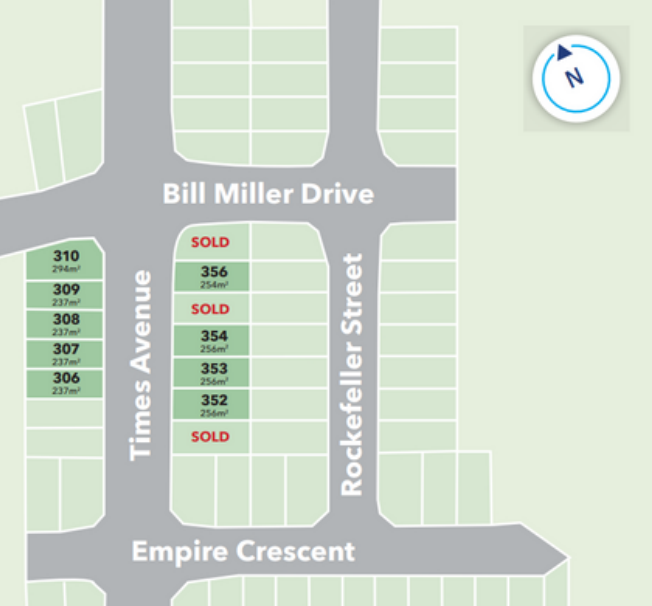 N
Bill Miller Drive
310
294m²
309
237m²
308
237m²
307
237m²
306
237m²
Times Avenue
SOLD
356
254m²
SOLD
354
256m²
353
256m²
352
256m²
SOLD
Rockefeller Street
Empire Crescent